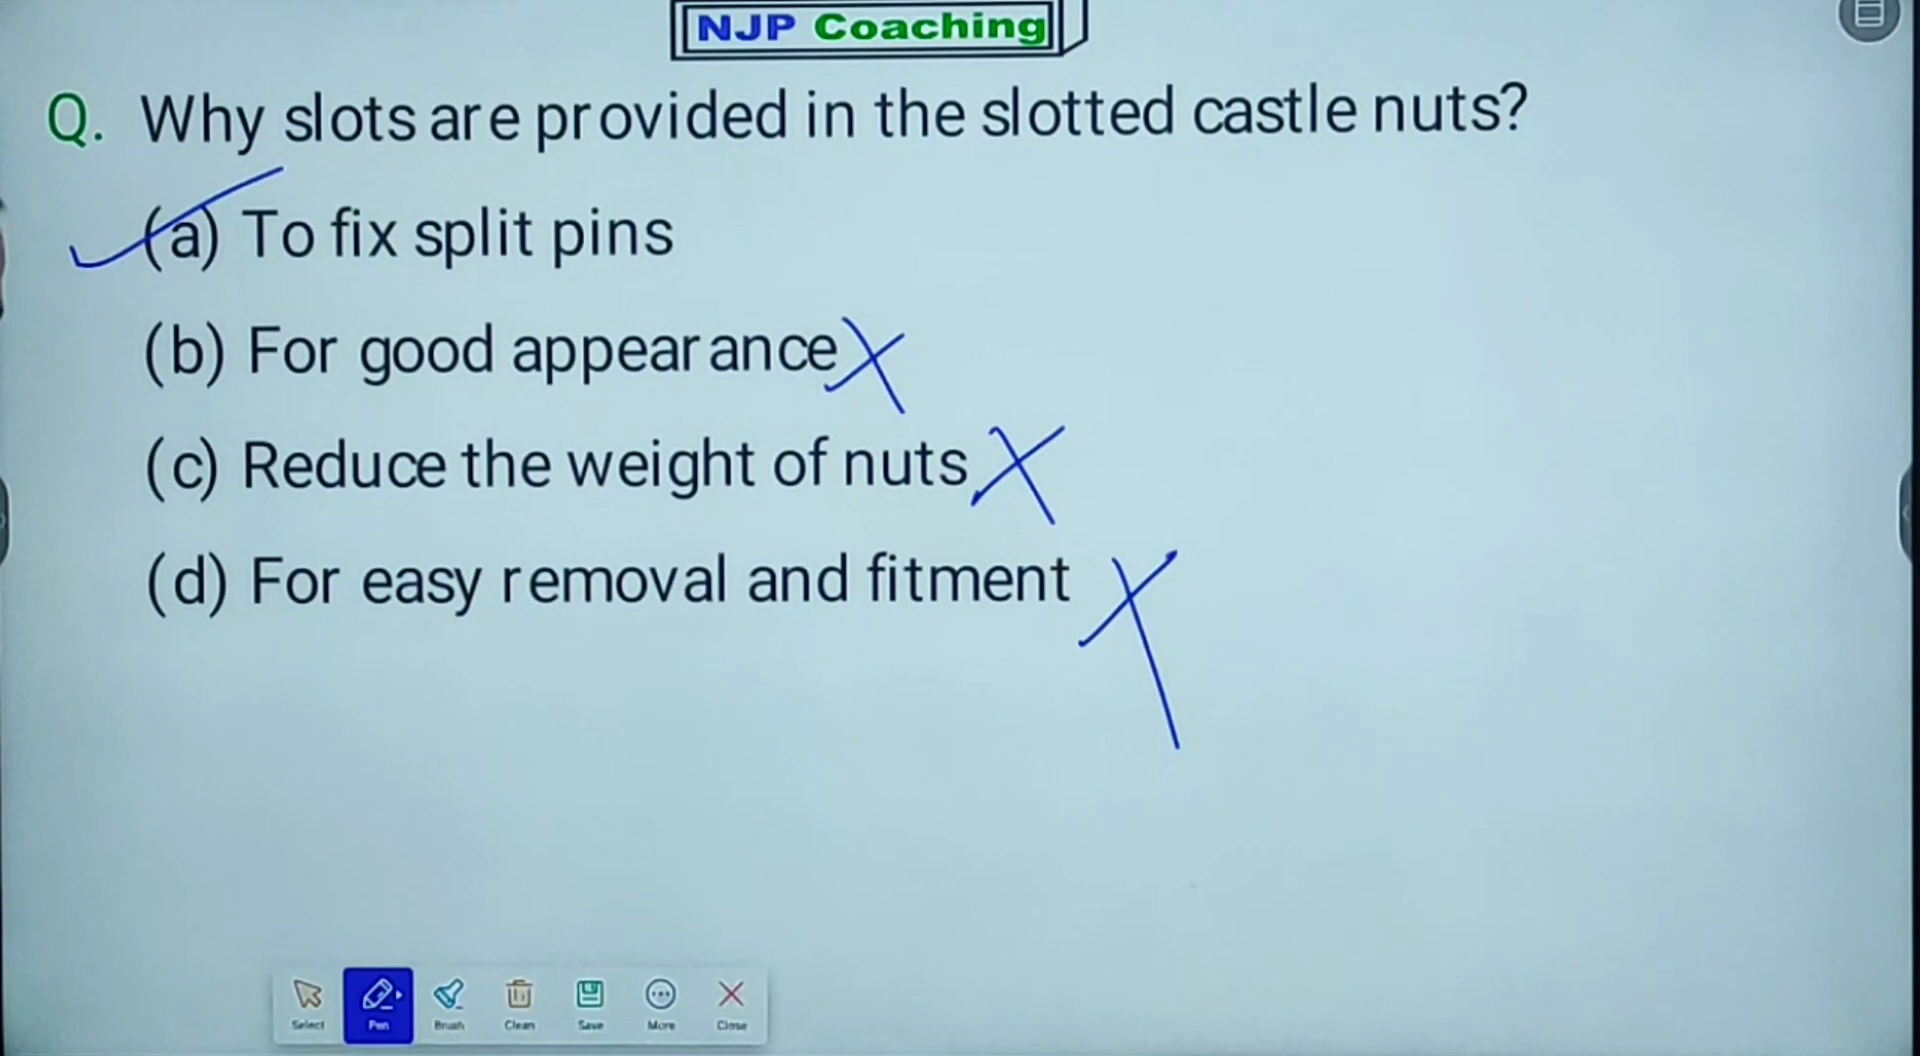 NJP Coaching
Q. Why slots are provided in the slotted castle nuts?
(a) To fix split pins
(b) For good appearance
(c) Reduce the weight of nuts
(d) For easy removal and fitment
Select Pen Brush Clean Save More Close